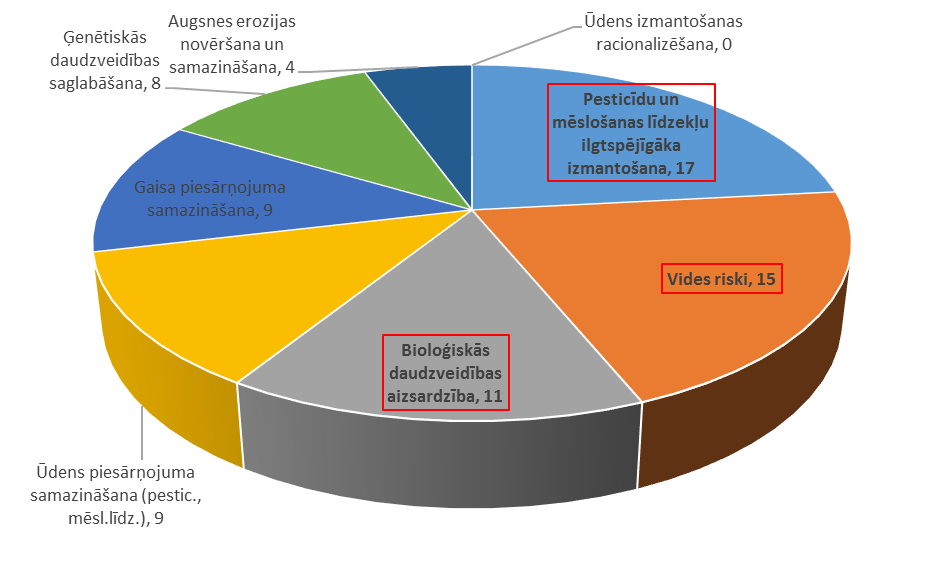 Ūdens izmantošanas
racionalizēšana, 0
Pesticīdu un
mēslošanas līdzekļu
ilgtspējīgāka
izmantošana, 17
Vides riski, 15
Bioloģiskās
daudzveidības
aizsardzība, 11
Ūdens piesārņojuma
samazināšana (pestic.,
mēsl.līdz.), 9
Gaisa piesārņojuma
samazināšana, 9
Ģenētiskās
daudzveidības
saglabāšana, 8
Augsnes erozijas
novēršana un
samazināšana, 4